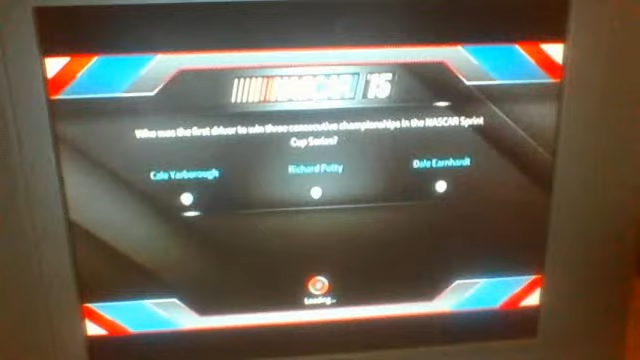 NASCAR '15
Who was the first driver to win three consecutive championships in the NASCAR Sprint
Cup Series?
Cale Yarborough
Richard Petty
Dale Earnhardt
Loading...